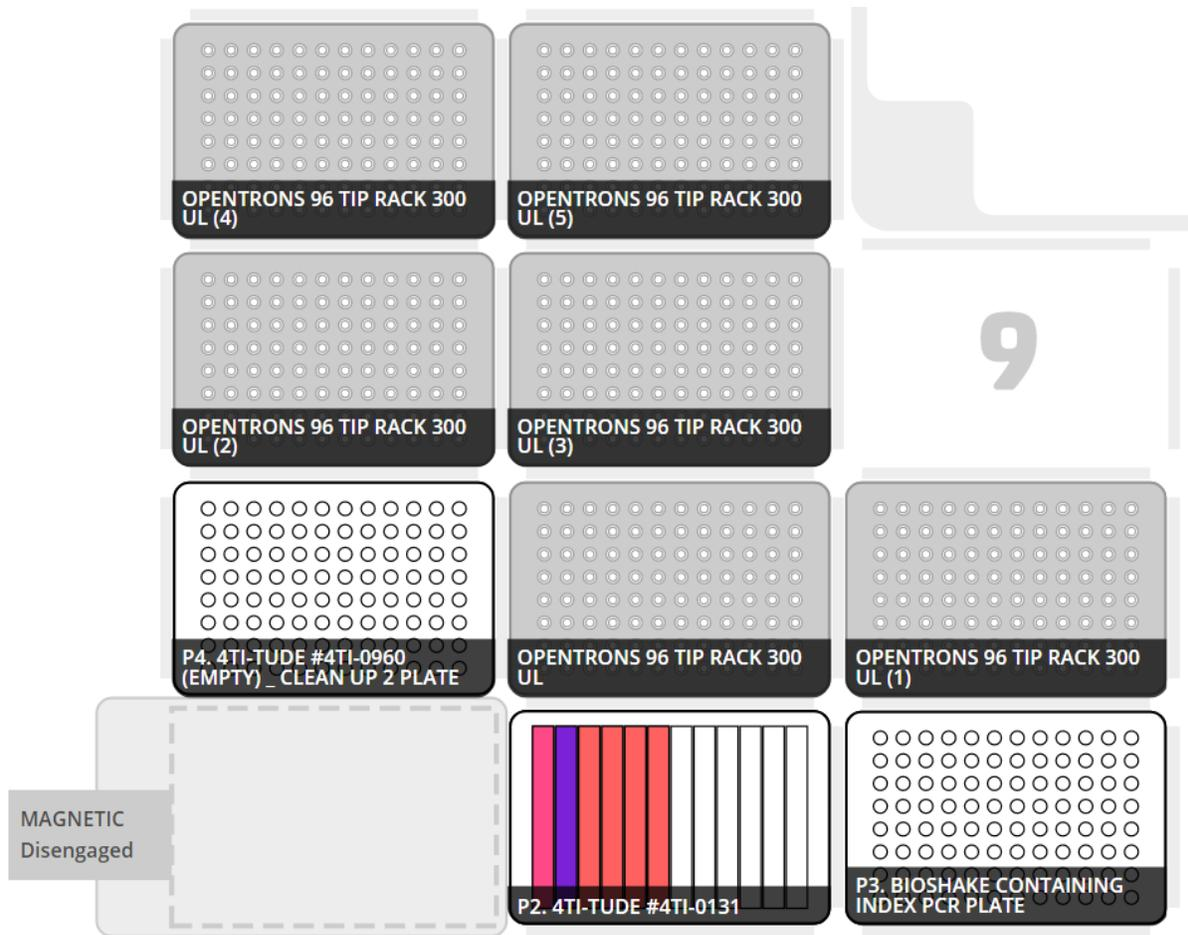 OPENTRONS 96 TIP RACK 300
UL (4)
OPENTRONS 96 TIP RACK 300
UL (5)
OPENTRONS 96 TIP RACK 300
UL (2)
OPENTRONS 96 TIP RACK 300
UL (3)
9
P4. 4TI-TUDE #4TI-0960
(EMPTY) _ CLEAN UP 2 PLATE
OPENTRONS 96 TIP RACK 300
UL
OPENTRONS 96 TIP RACK 300
UL (1)
MAGNETIC
Disengaged
P2. 4TI-TUDE #4TI-0131
P3. BIOSHAKE CONTAINING
INDEX PCR PLATE